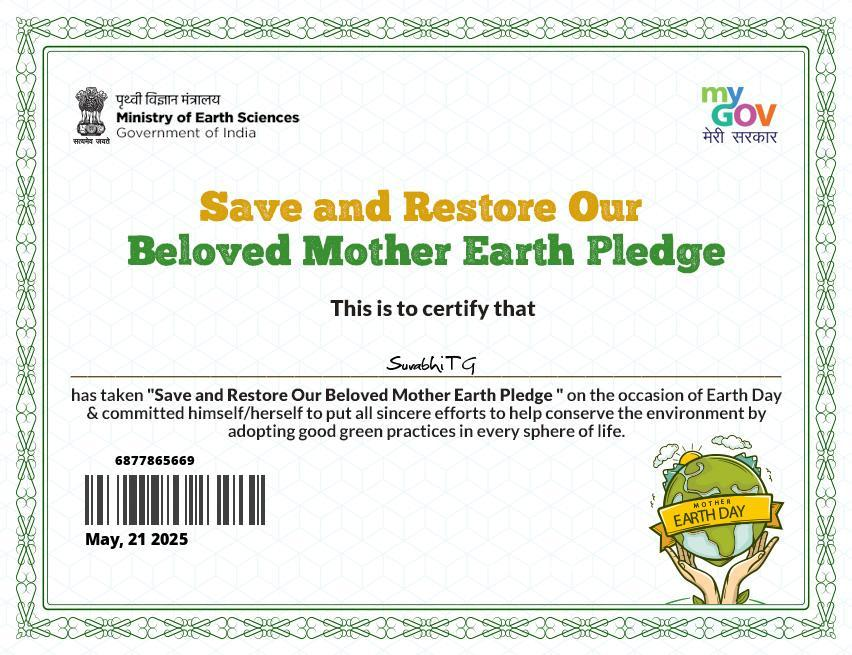 पृथ्वी विज्ञान मंत्रालय
Ministry of Earth Sciences
Government of India
सत्यमेव जयते
my
GOV
मेरी सरकार
Save and Restore Our
Beloved Mother Earth Pledge
This is to certify that
Surabhi T G
has taken "Save and Restore Our Beloved Mother Earth Pledge " on the occasion of Earth Day
& committed himself/herself to put all sincere efforts to help conserve the environment by
adopting good green practices in every sphere of life.
6877865669
May, 21 2025
MOTHER
EARTH DAY